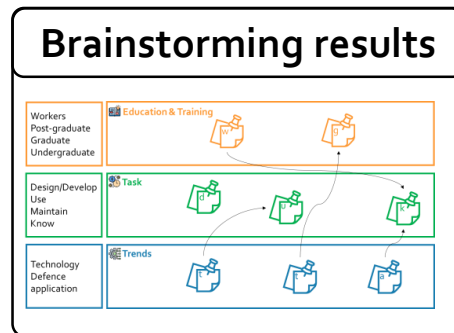 Brainstorming results
Workers
Post-graduate
Graduate
Undergraduate
Education & Training
w
g
Design/Develop
Use
Maintain
Know
Task
d
u
k
Technology
Defence
application
Trends
t
t
a